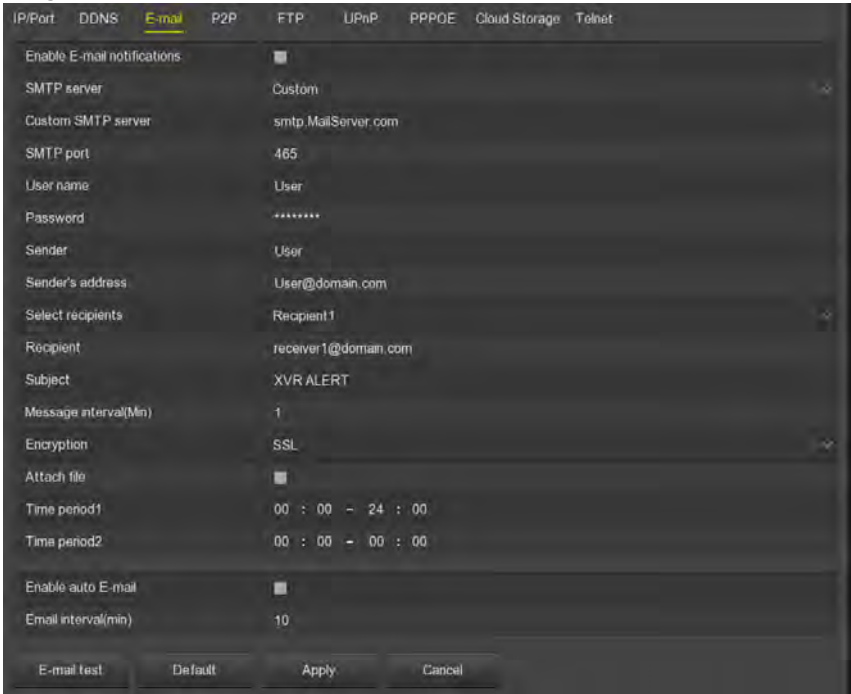 IP/Port DDNS E-mail P2P FTP UPnP PPPOE Cloud Storage Telnet
Enable E-mail notifications
SMTP server Custom
Custom SMTP server smtp.MailServer.com
SMTP port 465
User name User
Password ********
Sender User
Sender's address User@domain.com
Select recipients Recipient1
Recipient receiver1@domain.com
Subject XVR ALERT
Message interval(Min) 1
Encryption SSL
Attach file
Time period1 00 : 00 - 24 : 00
Time period2 00 : 00 - 00 : 00
Enable auto E-mail
Email interval(min) 10
E-mail test Default Apply Cancel